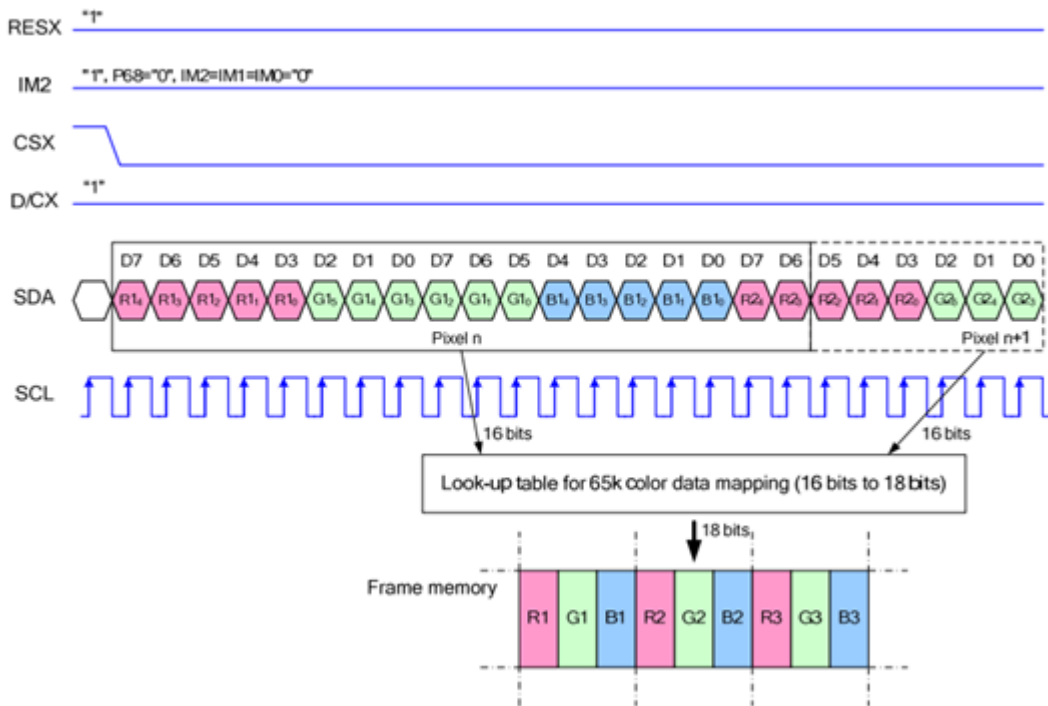 RESX "1"
IM2 "1", P68="0", IM2=IM1=IM0="0"
CSX
D/CX "1"
D7 D6 D5 D4 D3 D2 D1 D0 D7 D6 D5 D4 D3 D2 D1 D0 D7 D6 D5 D4 D3 D2 D1 D0
SDA R14 R13 R12 R11 R10 G15 G14 G13 G12 G11 G10 B14 B13 B12 B11 B10 R24 R23 R22 R21 R20 G25 G24 G23
Pixel n Pixel n+1
SCL
16 bits 16 bits
Look-up table for 65k color data mapping (16 bits to 18 bits)
18 bits
Frame memory
R1 G1 B1 R2 G2 B2 R3 G3 B3